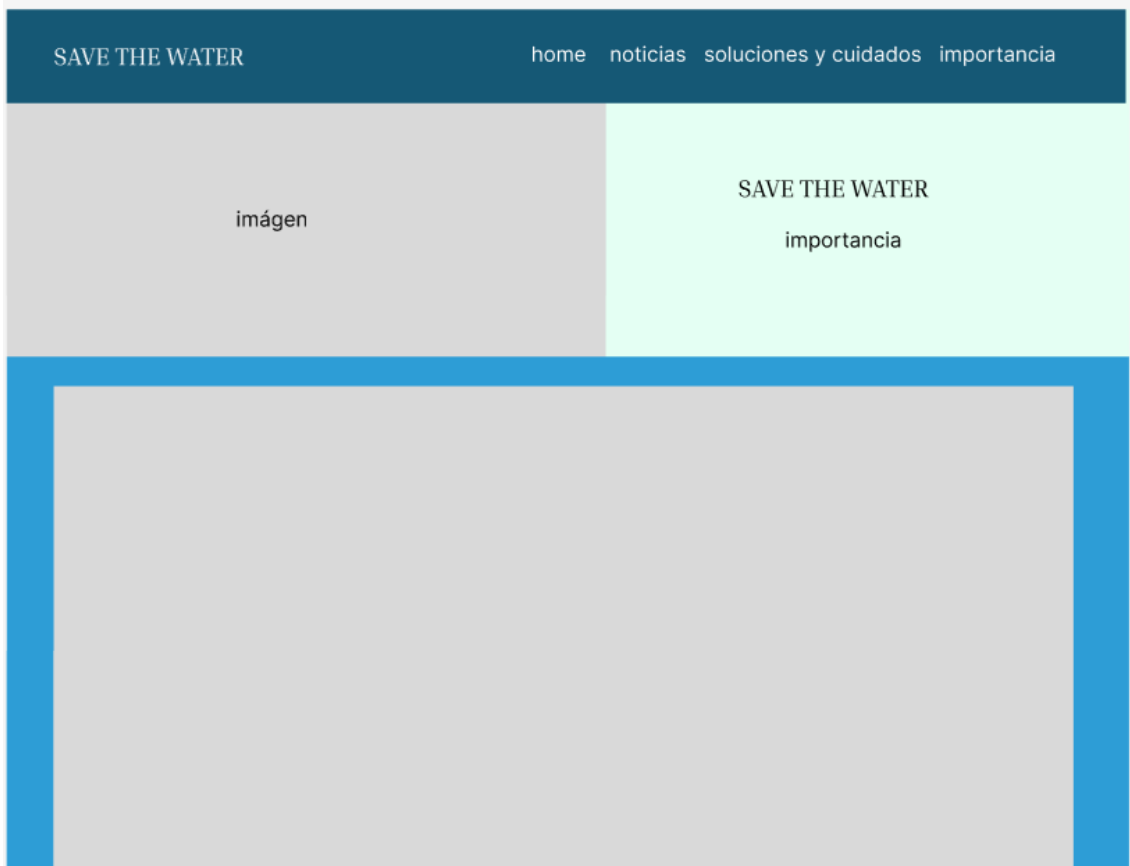 SAVE THE WATER
home noticias soluciones y cuidados importancia
imágen
SAVE THE WATER
importancia